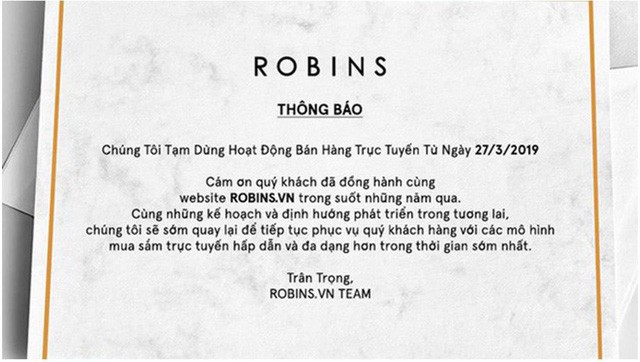 ROBINS
THÔNG BÁO
Chúng Tôi Tạm Dừng Hoạt Động Bán Hàng Trực Tuyến Từ Ngày 27/3/2019
Cám ơn quý khách đã đồng hành cùng
website ROBINS.VN trong suốt những năm qua.
Cùng những kế hoạch và định hướng phát triển trong tương lai,
chúng tôi sẽ sớm quay lại để tiếp tục phục vụ quý khách hàng với các mô hình
mua sắm trực tuyến hấp dẫn và đa dạng hơn trong thời gian sớm nhất.
Trân Trọng,
ROBINS.VN TEAM